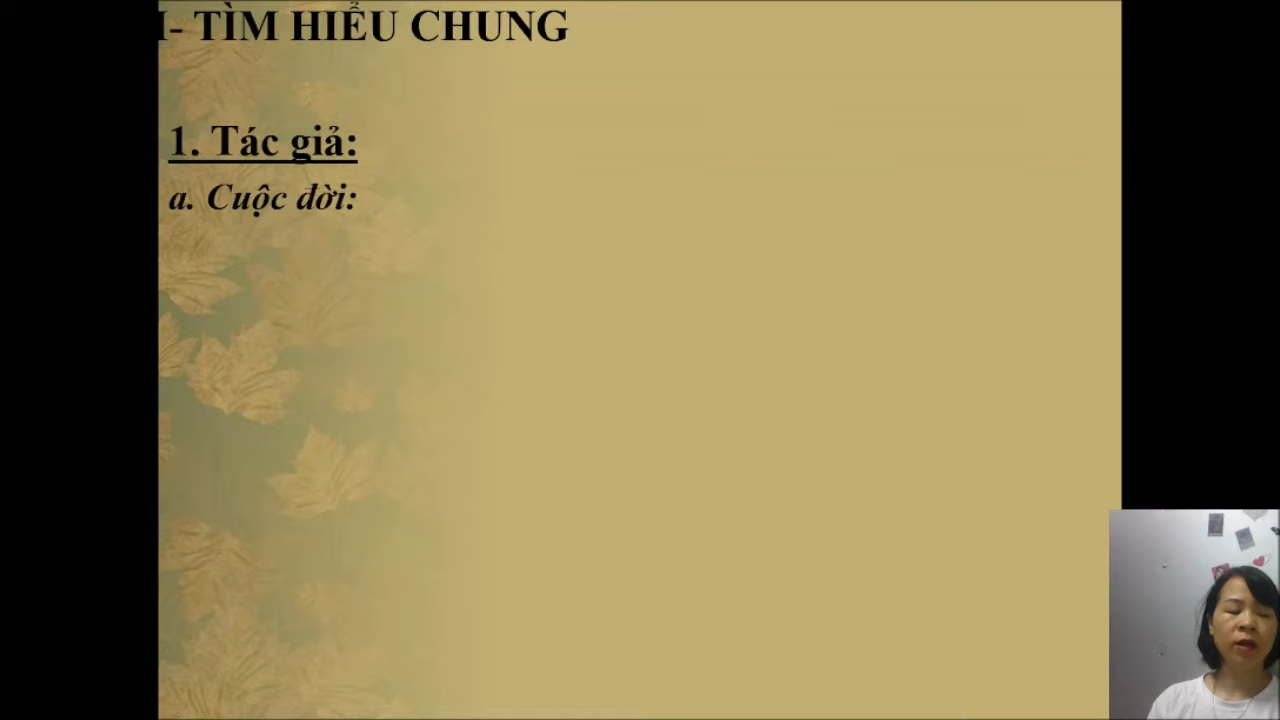 I- TÌM HIỂU CHUNG
1. Tác giả:
a. Cuộc đời: